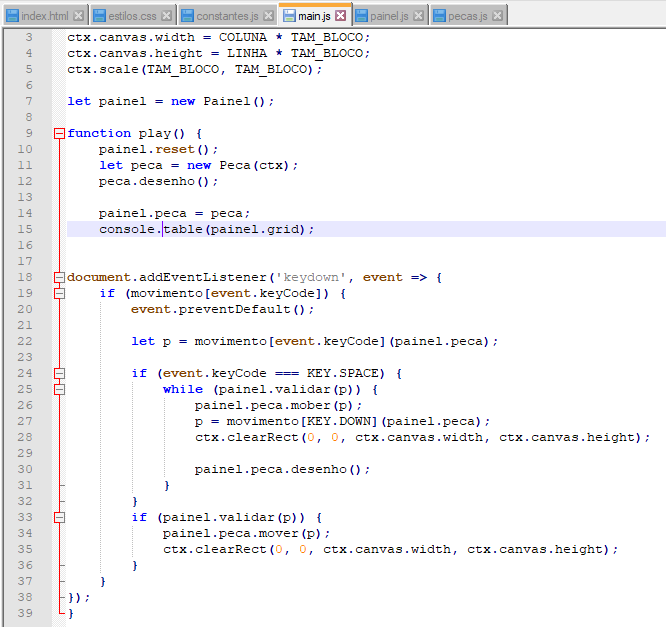 index.html estilos.css constantes.js main.js painel.js pecas.js
3 ctx.canvas.width = COLUNA * TAM_BLOCO;
4 ctx.canvas.height = LINHA * TAM_BLOCO;
5 ctx.scale(TAM_BLOCO, TAM_BLOCO);
6
7 let painel = new Painel();
8
9 function play() {
10     painel.reset();
11     let peca = new Peca(ctx);
12     peca.desenho();
13
14     painel.peca = peca;
15     console.table(painel.grid);
16
17
18 document.addEventListener('keydown', event => {
19     if (movimento[event.keyCode]) {
20         event.preventDefault();
21
22         let p = movimento[event.keyCode](painel.peca);
23
24         if (event.keyCode === KEY.SPACE) {
25             while (painel.validar(p)) {
26                 painel.peca.mober(p);
27                 p = movimento[KEY.DOWN](painel.peca);
28                 ctx.clearRect(0, 0, ctx.canvas.width, ctx.canvas.height);
29
30                 painel.peca.desenho();
31             }
32         }
33         if (painel.validar(p)) {
34             painel.peca.mover(p);
35             ctx.clearRect(0, 0, ctx.canvas.width, ctx.canvas.height);
36         }
37     }
38 });
39 }